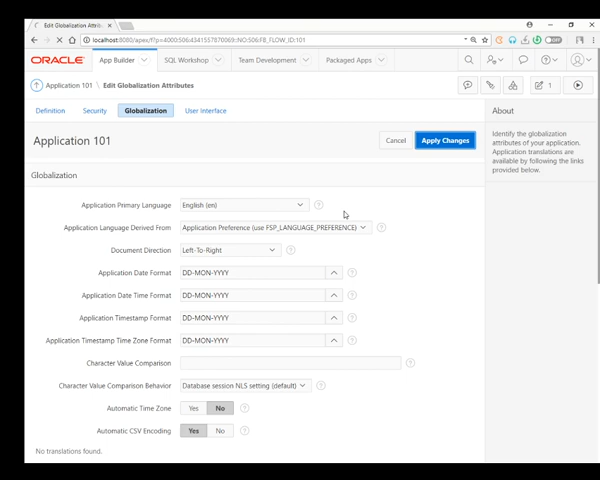 Edit Globalization Attrib
localhost:8080/apex/f?p=4000:506:4341557870069::NO:506:FB_FLOW_ID:101
ORACLE
App Builder
SQL Workshop
Team Development
Packaged Apps
Application 101 \ Edit Globalization Attributes
1
Definition
Security
Globalization
User Interface
About
Identify the globalization
attributes of your application.
Application translations are
available by following the links
provided below.
Application 101
Cancel
Apply Changes
Globalization
Application Primary Language
English (en)
Application Language Derived From
Application Preference (use FSP_LANGUAGE_PREFERENCE)
Document Direction
Left-To-Right
Application Date Format
DD-MON-YYYY
Application Date Time Format
DD-MON-YYYY
Application Timestamp Format
DD-MON-YYYY
Application Timestamp Time Zone Format
DD-MON-YYYY
Character Value Comparison
Character Value Comparison Behavior
Database session NLS setting (default)
Automatic Time Zone
Yes
No
Automatic CSV Encoding
Yes
No
No translations found.